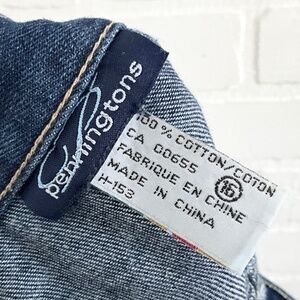 penningtons
100% COTTON/COTON
CA 00655
FABRIQUE EN CHINE
MADE IN CHINA
H-153
16